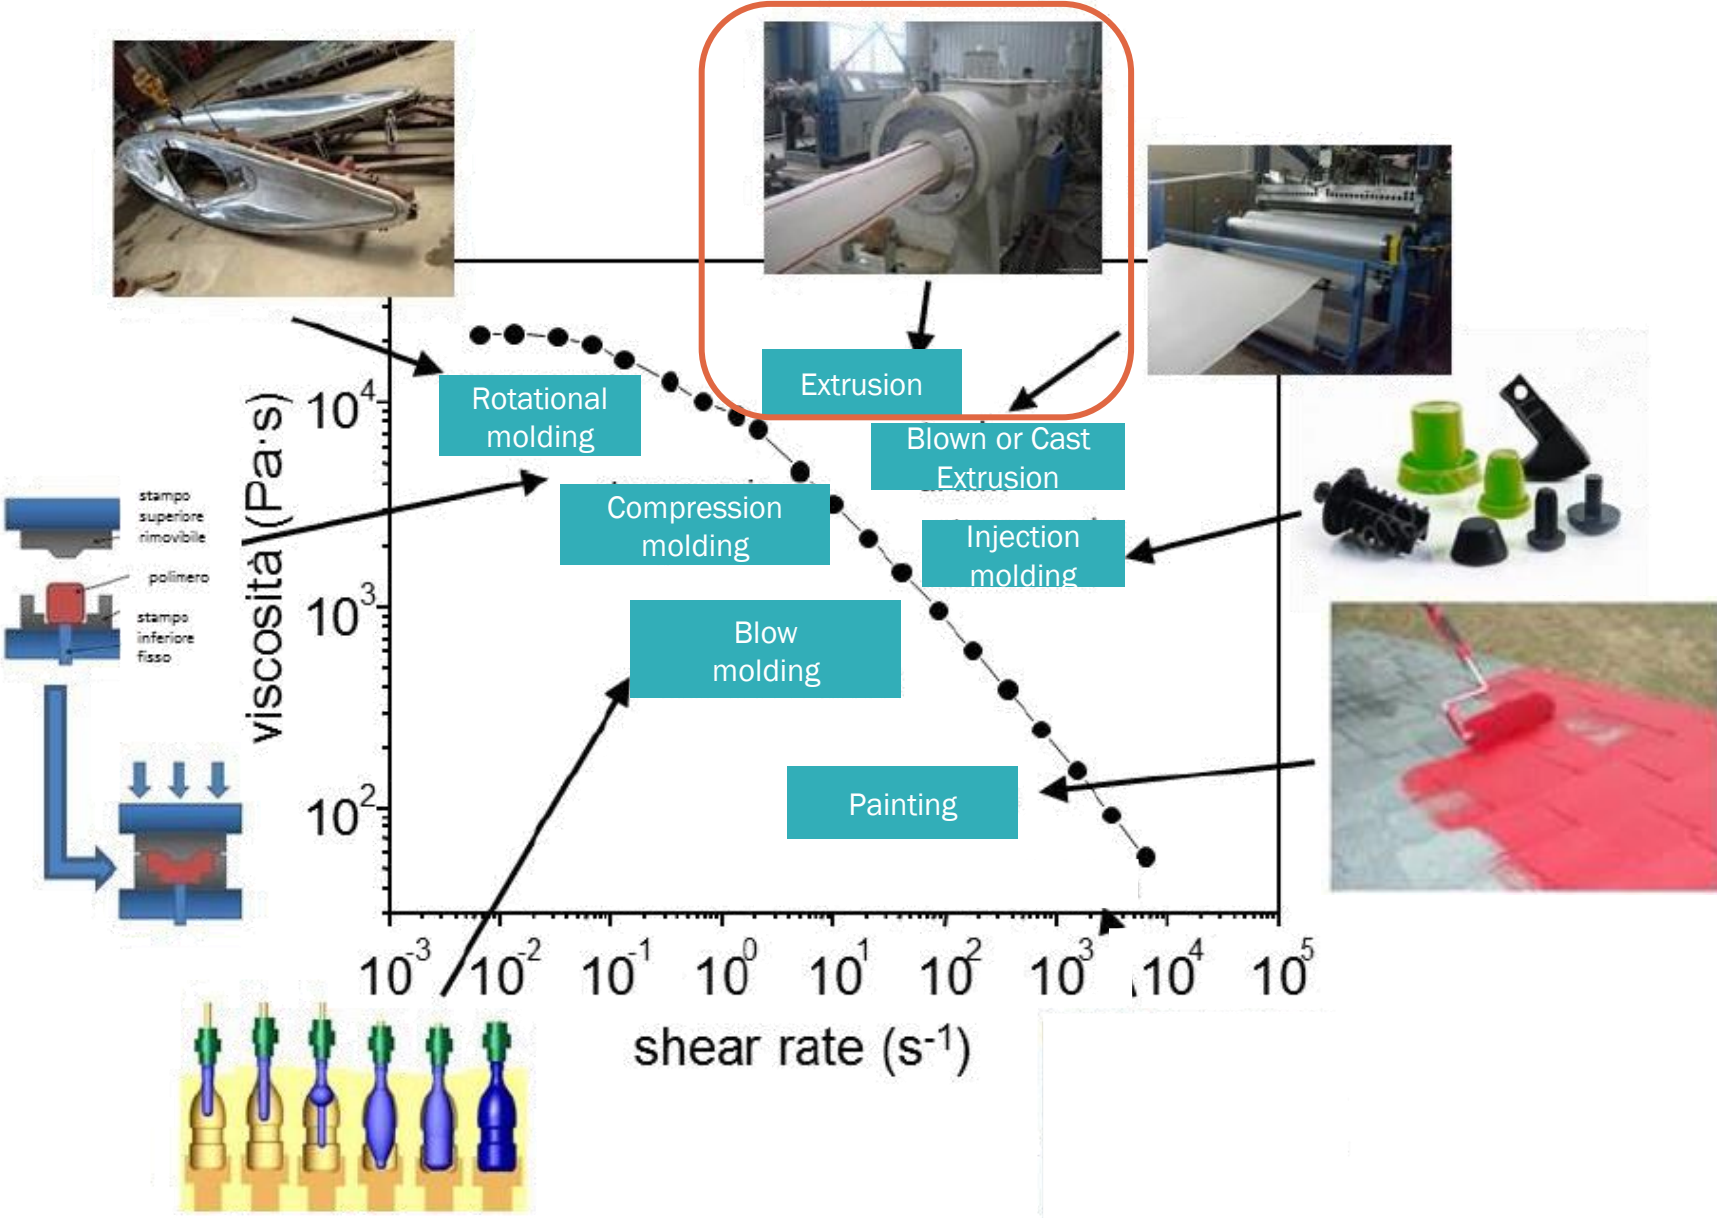 Extrusion
Rotational
molding
Blown or Cast
Extrusion
Compression
molding
Injection
molding
Blow
molding
Painting
stampo
superiore
rimovibile
polimero
stampo
inferiore
fisso
viscosità (Pa·s)
10⁴
10³
10²
10⁻³ 10⁻² 10⁻¹ 10⁰ 10¹ 10² 10³ 10⁴ 10⁵
shear rate (s⁻¹)